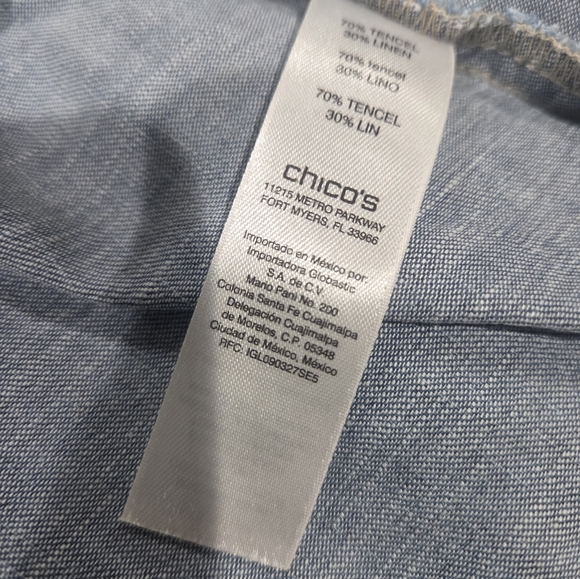 70% TENCEL
30% LINEN
70% tencel
30% LINO
70% TENCEL
30% LIN
chico's
11215 METRO PARKWAY
FORT MYERS, FL 33966
Importado en México por:
Importadora Globastic
S.A. de C.V.
Mario Pani No. 200
Colonia Santa Fe Cuajimalpa
Delegación Cuajimalpa
de Morelos, C.P. 05348
Ciudad de México, México
RFC: IGL090327SE5